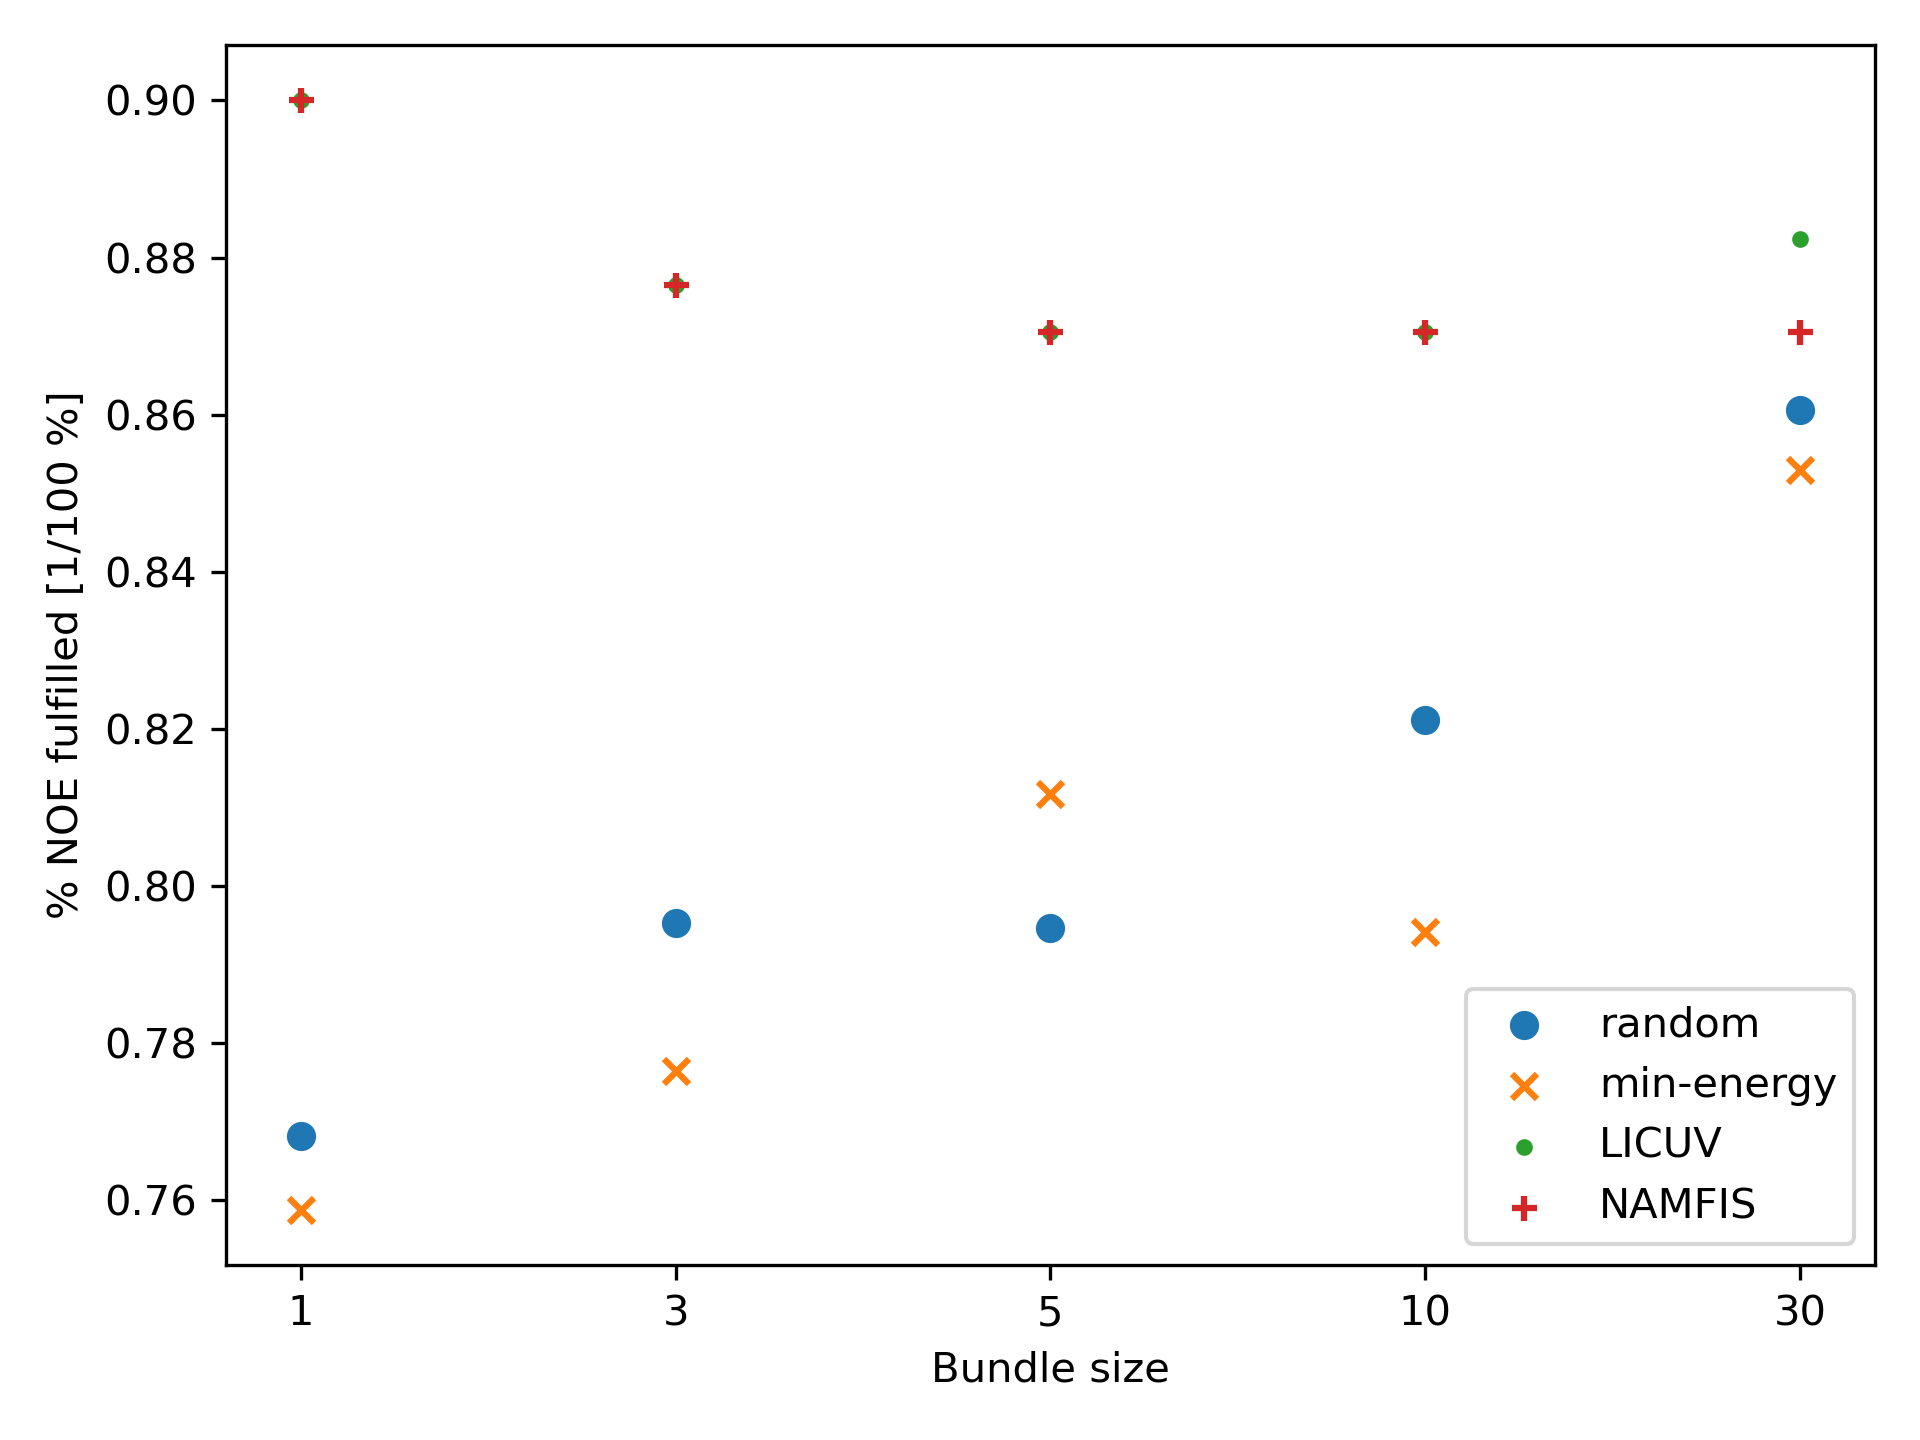 0.90
0.88
0.86
0.84
0.82
0.80
0.78
0.76
% NOE fulfilled [1/100 %]
1 3 5 10 30
Bundle size
random
min-energy
LICUV
NAMFIS